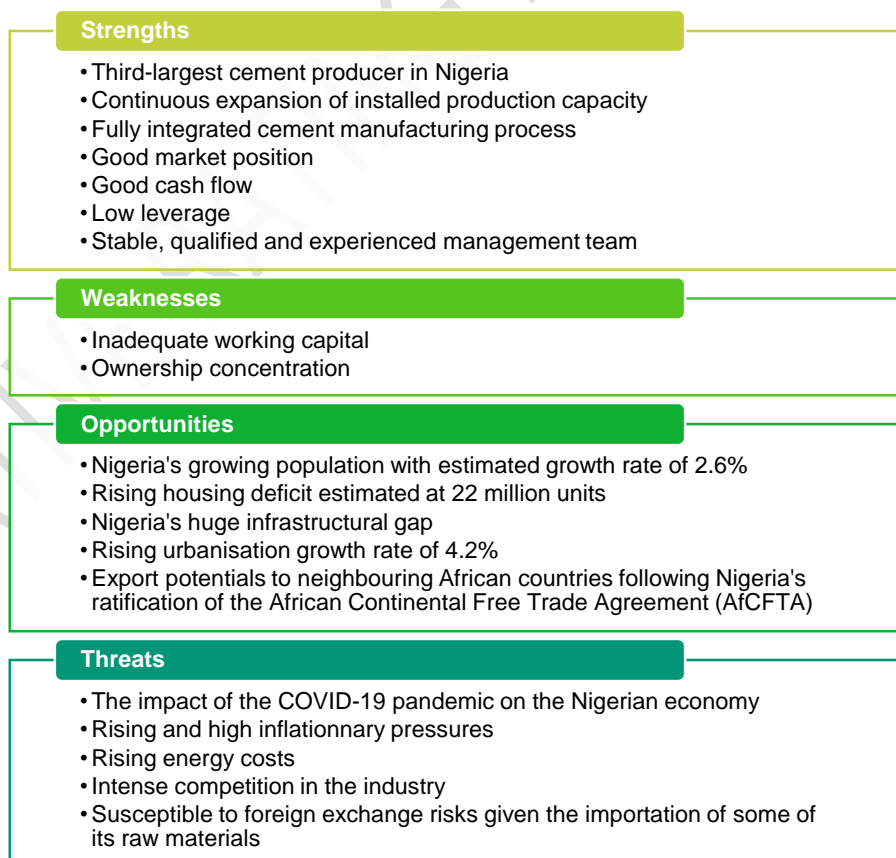 Strengths
•Third-largest cement producer in Nigeria
•Continuous expansion of installed production capacity
•Fully integrated cement manufacturing process
•Good market position
•Good cash flow
•Low leverage
•Stable, qualified and experienced management team
Weaknesses
•Inadequate working capital
•Ownership concentration
Opportunities
•Nigeria's growing population with estimated growth rate of 2.6%
•Rising housing deficit estimated at 22 million units
•Nigeria's huge infrastructural gap
•Rising urbanisation growth rate of 4.2%
•Export potentials to neighbouring African countries following Nigeria's
ratification of the African Continental Free Trade Agreement (AfCFTA)
Threats
•The impact of the COVID-19 pandemic on the Nigerian economy
•Rising and high inflationnary pressures
•Rising energy costs
•Intense competition in the industry
•Susceptible to foreign exchange risks given the importation of some of
its raw materials